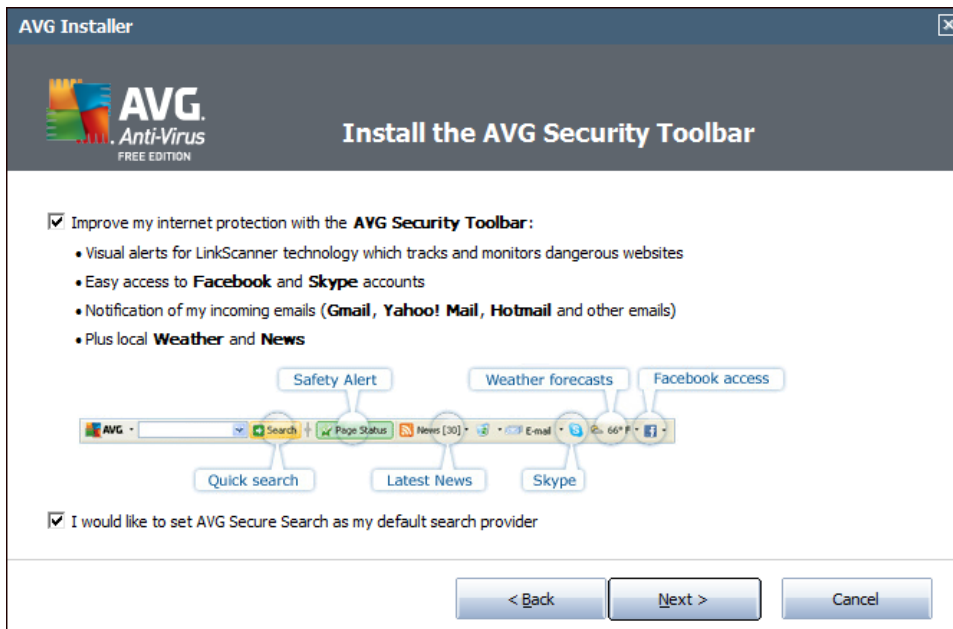 AVG Installer
AVG.
Anti-Virus
FREE EDITION
Install the AVG Security Toolbar
Improve my internet protection with the AVG Security Toolbar:
• Visual alerts for LinkScanner technology which tracks and monitors dangerous websites
• Easy access to Facebook and Skype accounts
• Notification of my incoming emails (Gmail, Yahoo! Mail, Hotmail and other emails)
• Plus local Weather and News
Safety Alert
Weather forecasts
Facebook access
AVG Search Page Status News [30] E-mail 66° F
Quick search
Latest News
Skype
I would like to set AVG Secure Search as my default search provider
< Back
Next >
Cancel